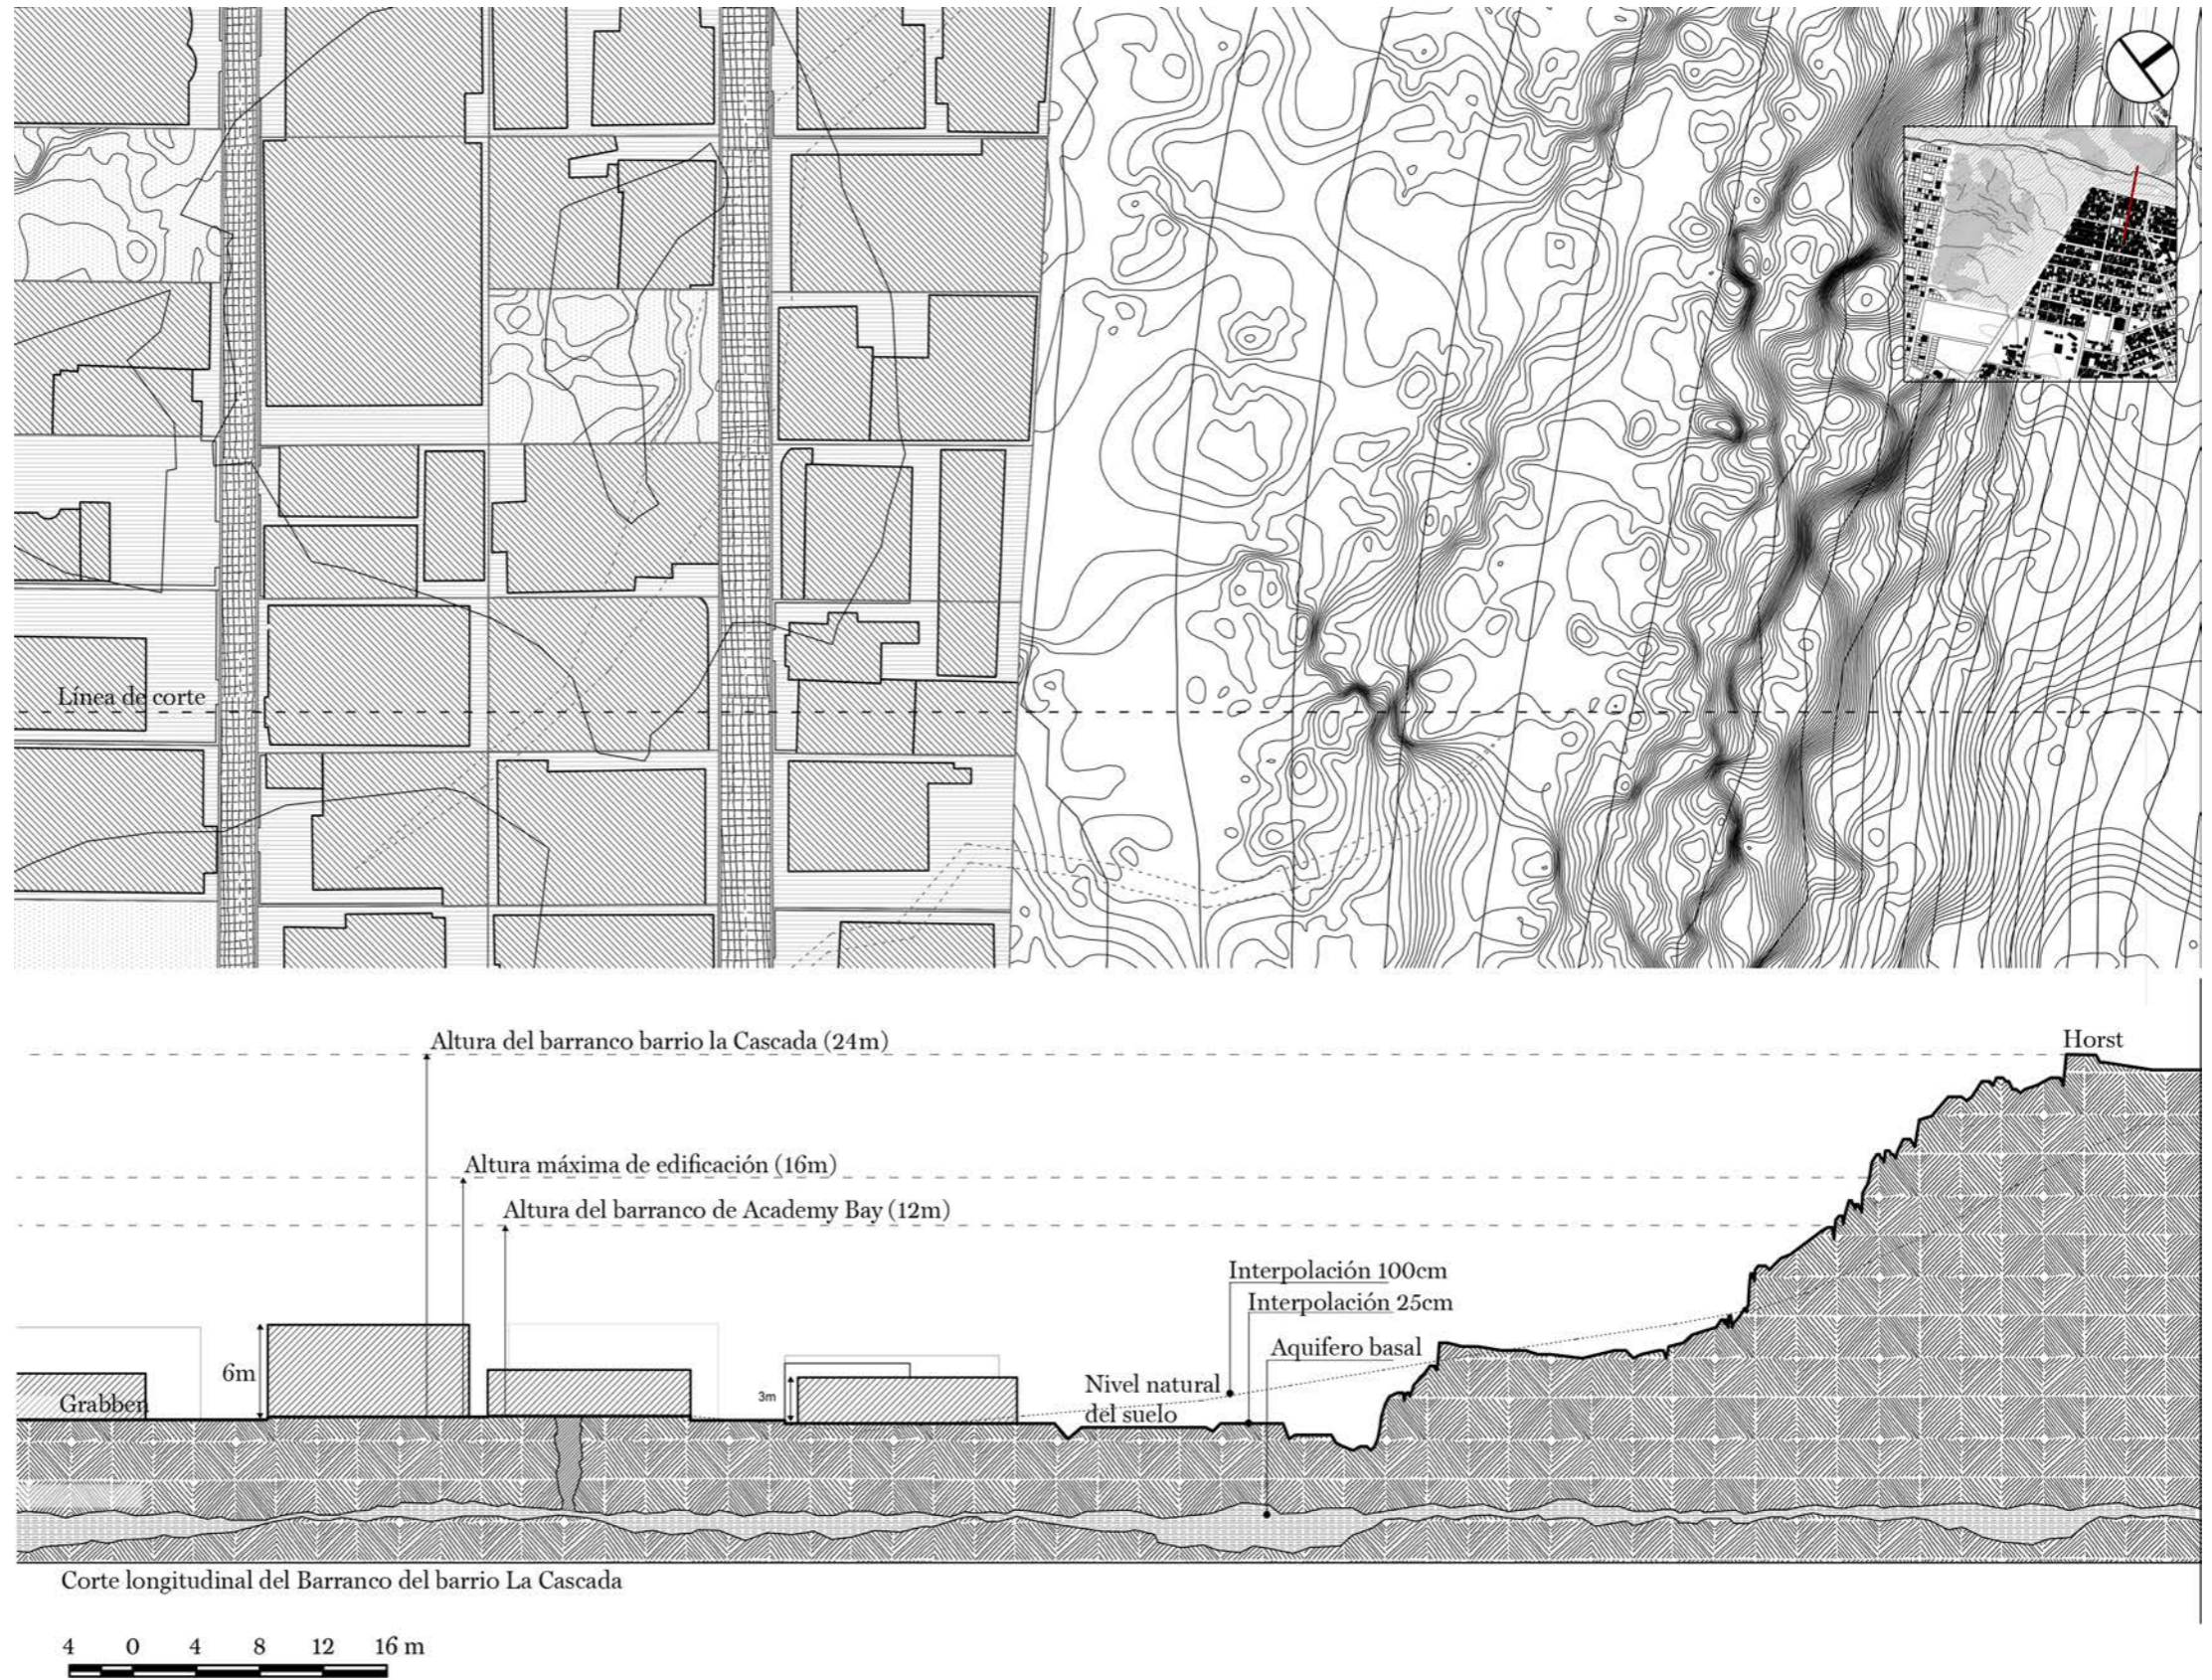 Línea de corte
Altura del barranco barrio la Cascada (24m)
Horst
Altura máxima de edificación (16m)
Altura del barranco de Academy Bay (12m)
Interpolación 100cm
Interpolación 25cm
Aquifero basal
6m
Nivel natural
del suelo
3m
Grabben
Corte longitudinal del Barranco del barrio La Cascada
4 0 4 8 12 16 m